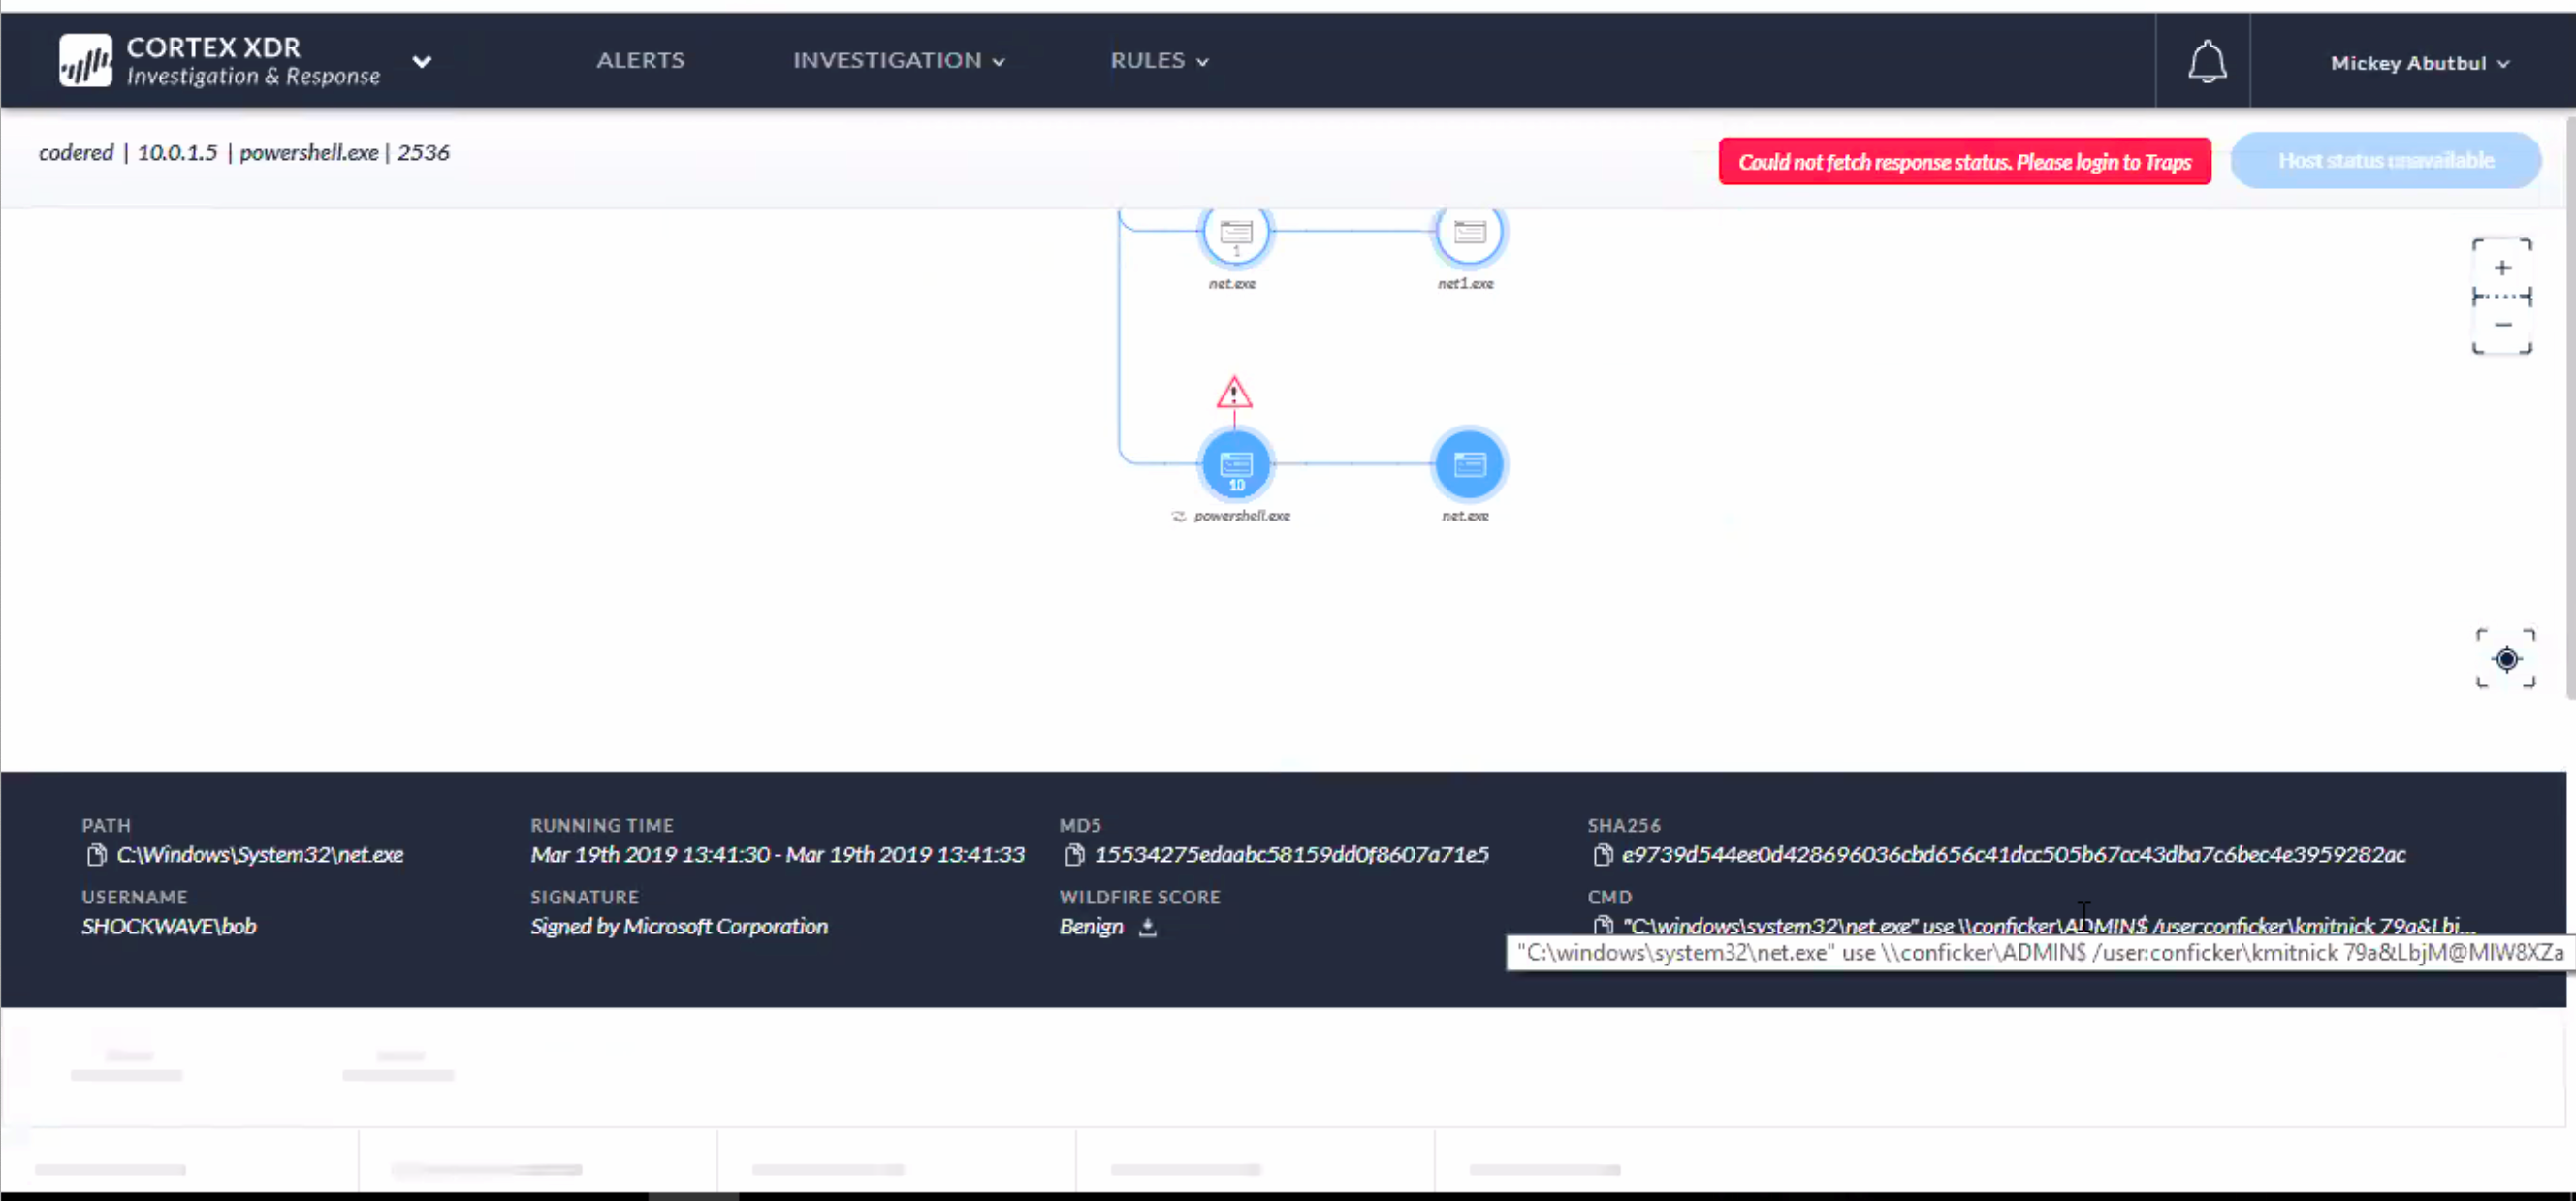 CORTEX XDR
Investigation & Response
ALERTS
INVESTIGATION
RULES
Mickey Abutbul
codered | 10.0.1.5 | powershell.exe | 2536
Could not fetch response status. Please login to Traps
Host status unavailable
1
net.exe
net1.exe
10
powershell.exe
net.exe
PATH
C:\Windows\System32\net.exe
RUNNING TIME
Mar 19th 2019 13:41:30 - Mar 19th 2019 13:41:33
MD5
15534275edaabc58159dd0f8607a71e5
SHA256
e9739d544ee0d428696036cbd656c41dcc505b67cc43dba7c6bec4e3959282ac
USERNAME
SHOCKWAVE\bob
SIGNATURE
Signed by Microsoft Corporation
WILDFIRE SCORE
Benign
CMD
"C:\windows\system32\net.exe" use \\conficker\ADMIN$ /user:conficker\kmitnick 79a&Lbj...
"C:\windows\system32\net.exe" use \\conficker\ADMIN$ /user:conficker\kmitnick 79a&LbjM@MIW8XZa